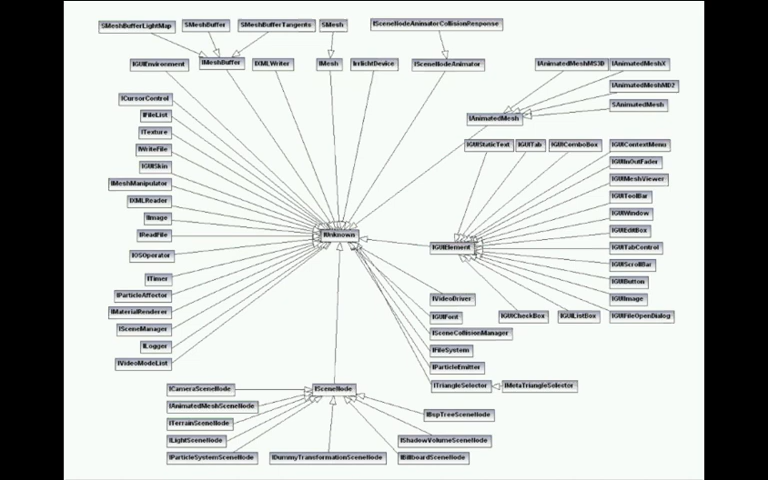 SMeshBufferLightMap SMeshBuffer SMeshBufferTangents SMesh ISceneNodeAnimatorCollisionResponse
IGUIEnvironment IMeshBuffer IXMLWriter IMesh IrrlichtDevice ISceneNodeAnimator IAnimatedMeshMS3D IAnimatedMeshX
IAnimatedMeshMD2
ICursorControl SAnimatedMesh
IFileList IAnimatedMesh
ITexture
IWriteFile IGUIStaticText IGUITab IGUIComboBox IGUIContextMenu
IGUISkin IGUIInOutFader
IMeshManipulator IGUIMeshViewer
IXMLReader IGUIToolBar
IImage IGUIWindow
IReadFile IUnknown IGUIEditBox
IOSOperator IGUIElement IGUITabControl
IGUIScrollBar
ITimer IGUIButton
IParticleAffector IVideoDriver IGUIImage
IMaterialRenderer IGUIFont IGUICheckBox IGUIListBox IGUIFileOpenDialog
ISceneManager ISceneCollisionManager
ILogger IFileSystem
IVideoModeList IParticleEmitter
ICameraSceneNode ISceneNode ITriangleSelector IMetaTriangleSelector
IAnimatedMeshSceneNode IBspTreeSceneNode
ITerrainSceneNode
ILightSceneNode IShadowVolumeSceneNode
IParticleSystemSceneNode IDummyTransformationSceneNode IBillboardSceneNode